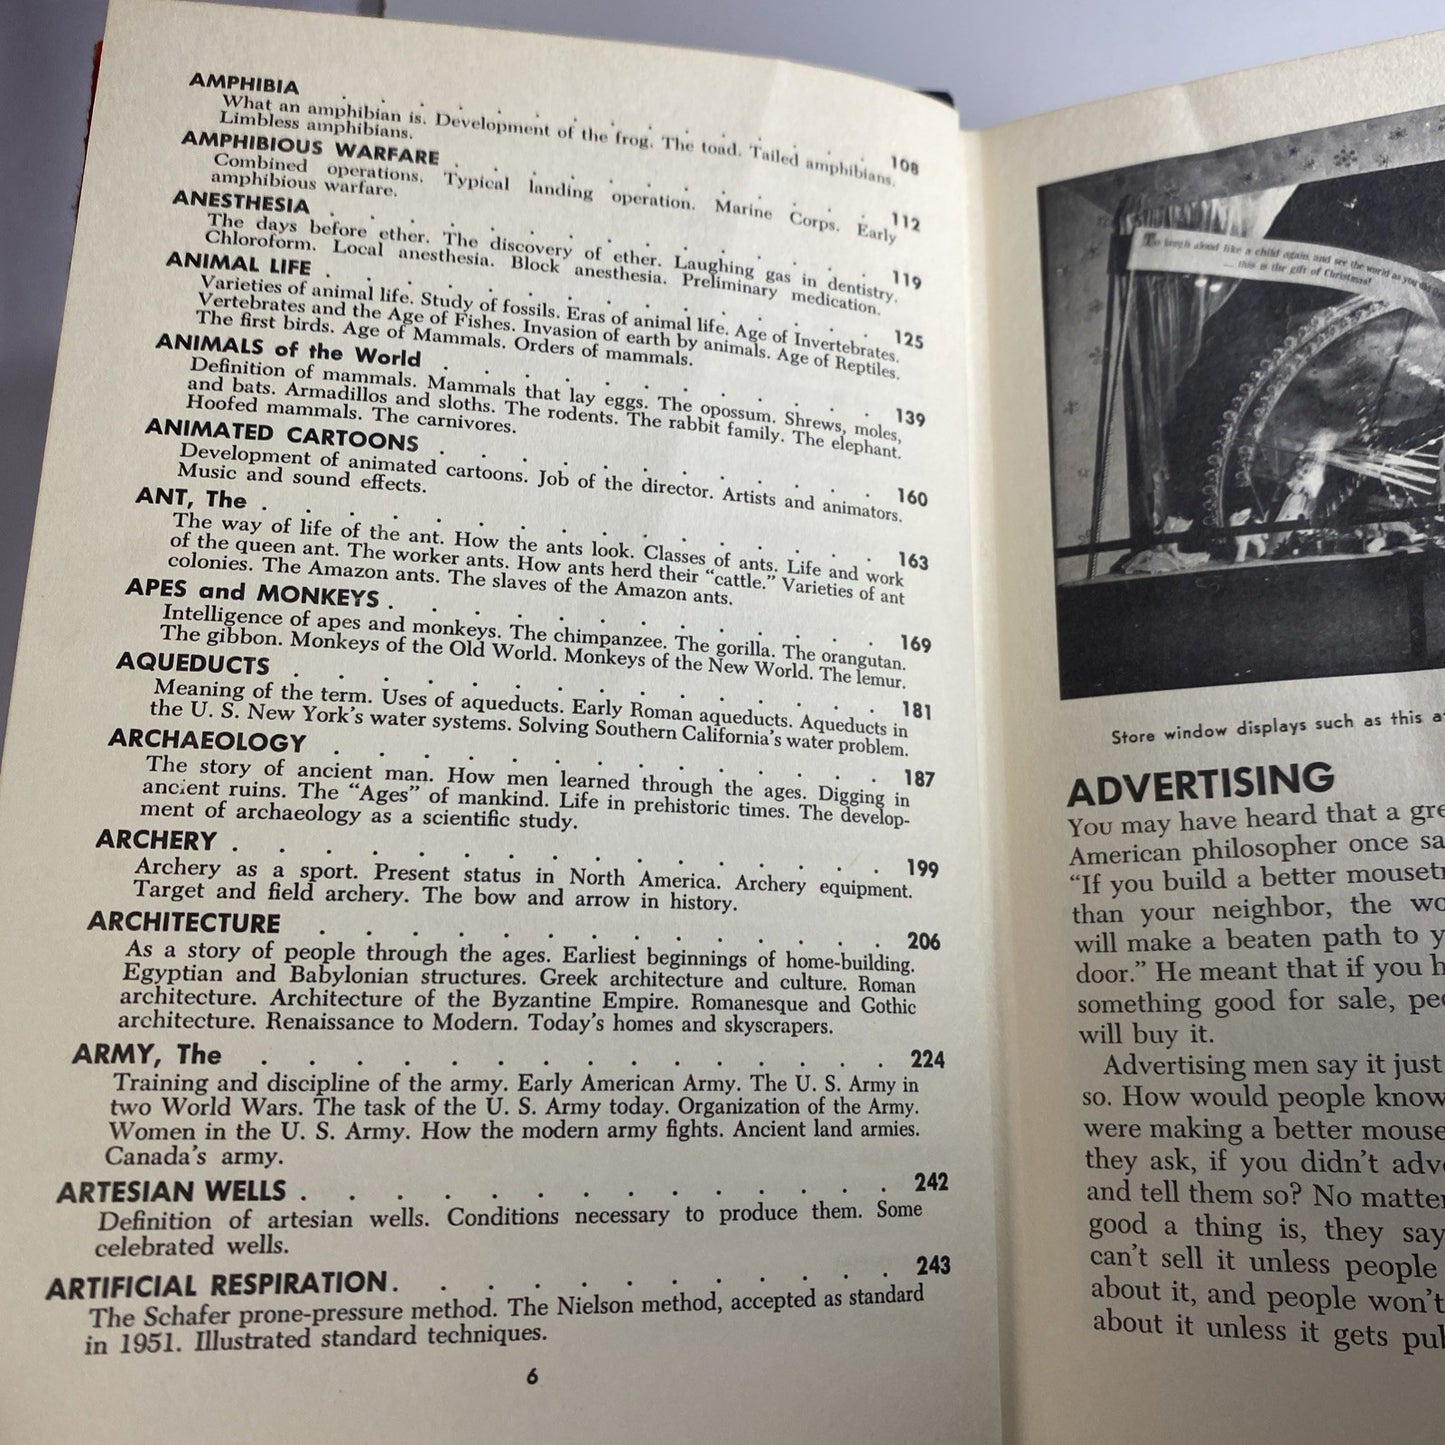 AMPHIBIA . . . . . . . . . . . . . 108
What an amphibian is. Development of the frog. The toad. Tailed amphibians.
Limbless amphibians.
AMPHIBIOUS WARFARE . . . . . . . . . . 112
Combined operations. Typical landing operation. Marine Corps. Early
amphibious warfare.
ANESTHESIA . . . . . . . . . . . . . 119
The days before ether. The discovery of ether. Laughing gas in dentistry.
Chloroform. Local anesthesia. Block anesthesia. Preliminary medication.
ANIMAL LIFE . . . . . . . . . . . . . 125
Varieties of animal life. Study of fossils. Eras of animal life. Age of Invertebrates.
Vertebrates and the Age of Fishes. Invasion of earth by animals. Age of Reptiles.
The first birds. Age of Mammals. Orders of mammals.
ANIMALS of the World . . . . . . . . . . . 139
Definition of mammals. Mammals that lay eggs. The opossum. Shrews, moles,
and bats. Armadillos and sloths. The rodents. The rabbit family. The elephant.
Hoofed mammals. The carnivores.
ANIMATED CARTOONS . . . . . . . . . . . 160
Development of animated cartoons. Job of the director. Artists and animators.
Music and sound effects.
ANT, The . . . . . . . . . . . . . . . 163
The way of life of the ant. How the ants look. Classes of ants. Life and work
of the queen ant. The worker ants. How ants herd their “cattle.” Varieties of ant
colonies. The Amazon ants. The slaves of the Amazon ants.
APES and MONKEYS . . . . . . . . . . . . 169
Intelligence of apes and monkeys. The chimpanzee. The gorilla. The orangutan.
The gibbon. Monkeys of the Old World. Monkeys of the New World. The lemur.
AQUEDUCTS . . . . . . . . . . . . . . 181
Meaning of the term. Uses of aqueducts. Early Roman aqueducts. Aqueducts in
the U. S. New York’s water systems. Solving Southern California’s water problem.
ARCHAEOLOGY . . . . . . . . . . . . . 187
The story of ancient man. How men learned through the ages. Digging in
ancient ruins. The “Ages” of mankind. Life in prehistoric times. The develop-
ment of archaeology as a scientific study.
ARCHERY . . . . . . . . . . . . . . . 199
Archery as a sport. Present status in North America. Archery equipment.
Target and field archery. The bow and arrow in history.
ARCHITECTURE . . . . . . . . . . . . . 206
As a story of people through the ages. Earliest beginnings of home-building.
Egyptian and Babylonian structures. Greek architecture and culture. Roman
architecture. Architecture of the Byzantine Empire. Romanesque and Gothic
architecture. Renaissance to Modern. Today’s homes and skyscrapers.
ARMY, The . . . . . . . . . . . . . . . 224
Training and discipline of the army. Early American Army. The U. S. Army in
two World Wars. The task of the U. S. Army today. Organization of the Army.
Women in the U. S. Army. How the modern army fights. Ancient land armies.
Canada’s army.
ARTESIAN WELLS . . . . . . . . . . . . . . 242
Definition of artesian wells. Conditions necessary to produce them. Some
celebrated wells.
ARTIFICIAL RESPIRATION . . . . . . . . . . . . 243
The Schafer prone-pressure method. The Nielson method, accepted as standard
in 1951. Illustrated standard techniques.
6
To laugh aloud like a child again, and see the world as you did
— this is the gift of Christmas!
Store window displays such as this
ADVERTISING
You may have heard that a
American philosopher once
“If you build a better
than your neighbor, the
will make a beaten path to
door.” He meant that if you
something good for sale,
will buy it.
Advertising men say it just
so. How would people know
were making a better
they ask, if you didn’t
and tell them so? No matter
good a thing is, they say
can’t sell it unless people
about it, and people won’t
about it unless it gets